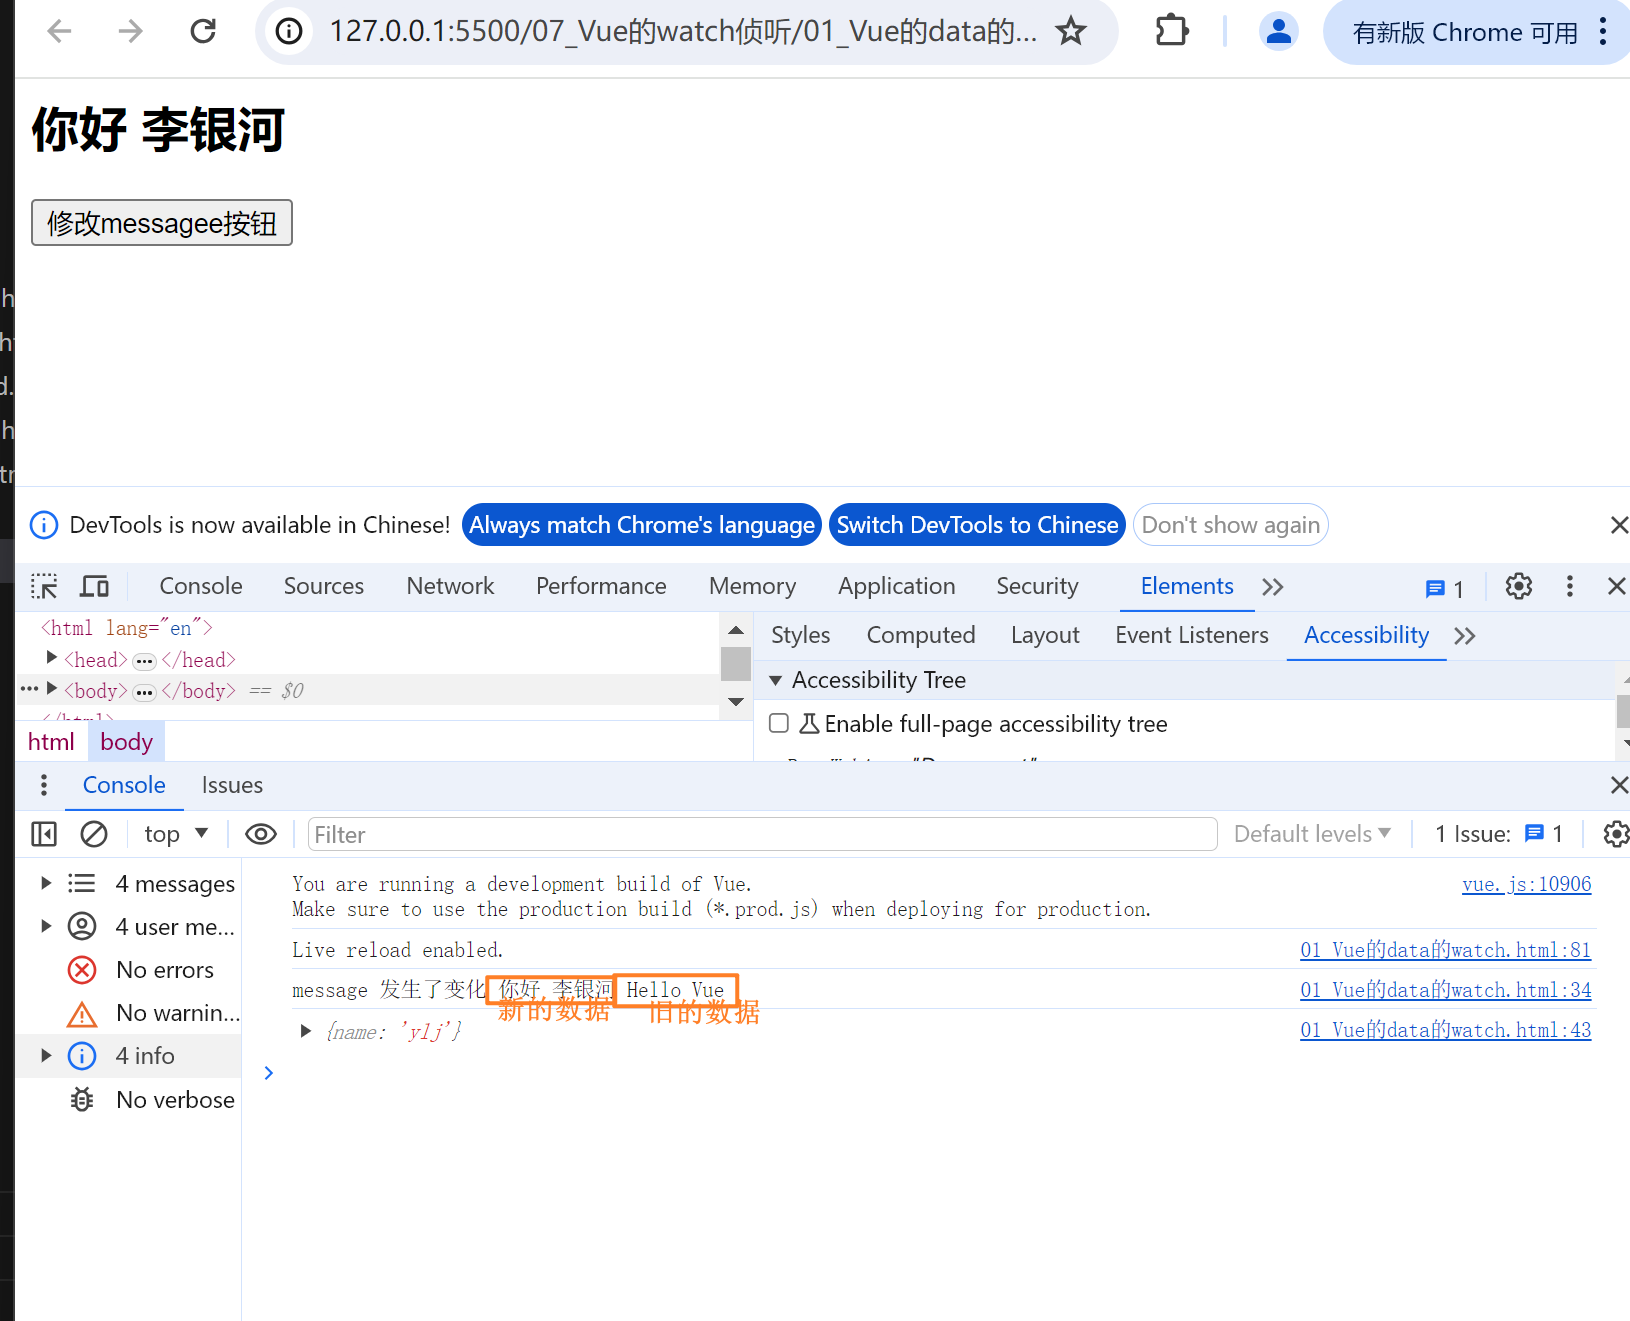 127.0.0.1:5500/07_Vue的watch侦听/01_Vue的data的...
有新版 Chrome 可用
你好 李银河
修改messagee按钮
DevTools is now available in Chinese!
Always match Chrome's language
Switch DevTools to Chinese
Don't show again
Console Sources Network Performance Memory Application Security Elements 1
<html lang="en">
<head> ••• </head>
••• <body> ••• </body> == $0
html body
Styles Computed Layout Event Listeners Accessibility
Accessibility Tree
Enable full-page accessibility tree
Console Issues
top Filter Default levels 1 Issue: 1
4 messages
4 user me...
No errors
No warnin...
4 info
No verbose
You are running a development build of Vue. vue.js:10906
Make sure to use the production build (*.prod.js) when deploying for production.
Live reload enabled. 01_Vue的data的watch.html:81
message 发生了变化 你好 李银河 Hello Vue 01_Vue的data的watch.html:34
新的数据 旧的数据
{name: 'ylj'} 01_Vue的data的watch.html:43